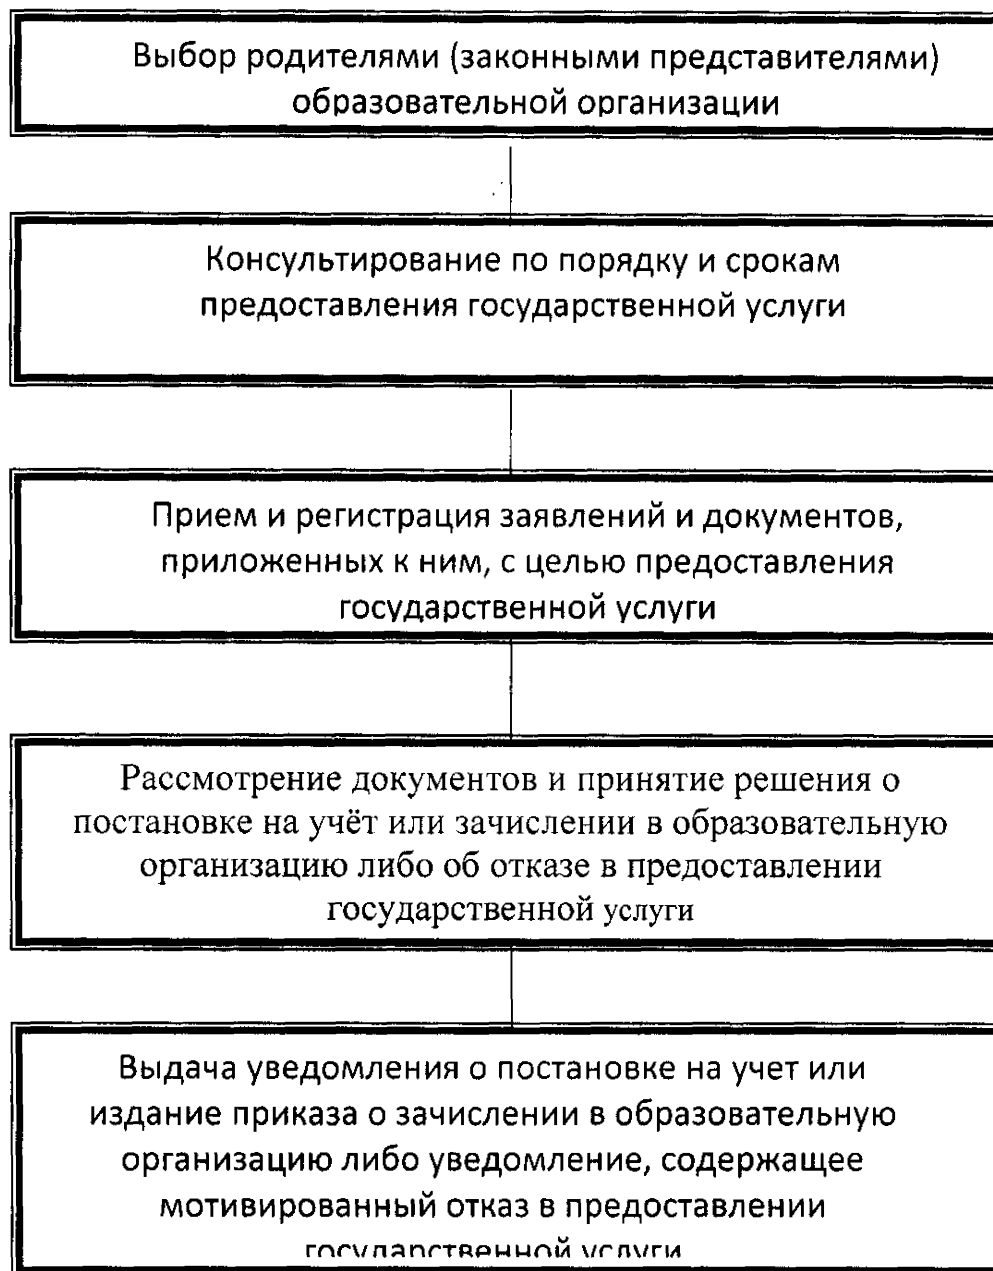 Выбор родителями (законными представителями)
образовательной организации
Консультирование по порядку и срокам
предоставления государственной услуги
Прием и регистрация заявлений и документов,
приложенных к ним, с целью предоставления
государственной услуги
Рассмотрение документов и принятие решения о
постановке на учёт или зачислении в образовательную
организацию либо об отказе в предоставлении
государственной услуги
Выдача уведомления о постановке на учет или
издание приказа о зачислении в образовательную
организацию либо уведомление, содержащее
мотивированный отказ в предоставлении
государственной услуги